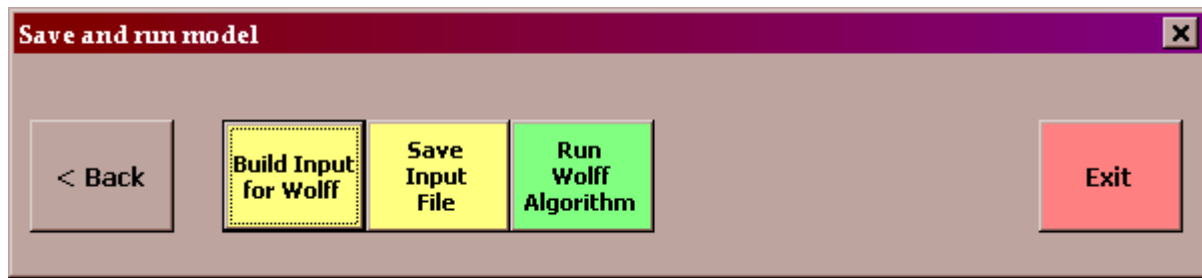 Save and run model
< Back
Build Input
for Wolff
Save
Input
File
Run
Wolff
Algorithm
Exit